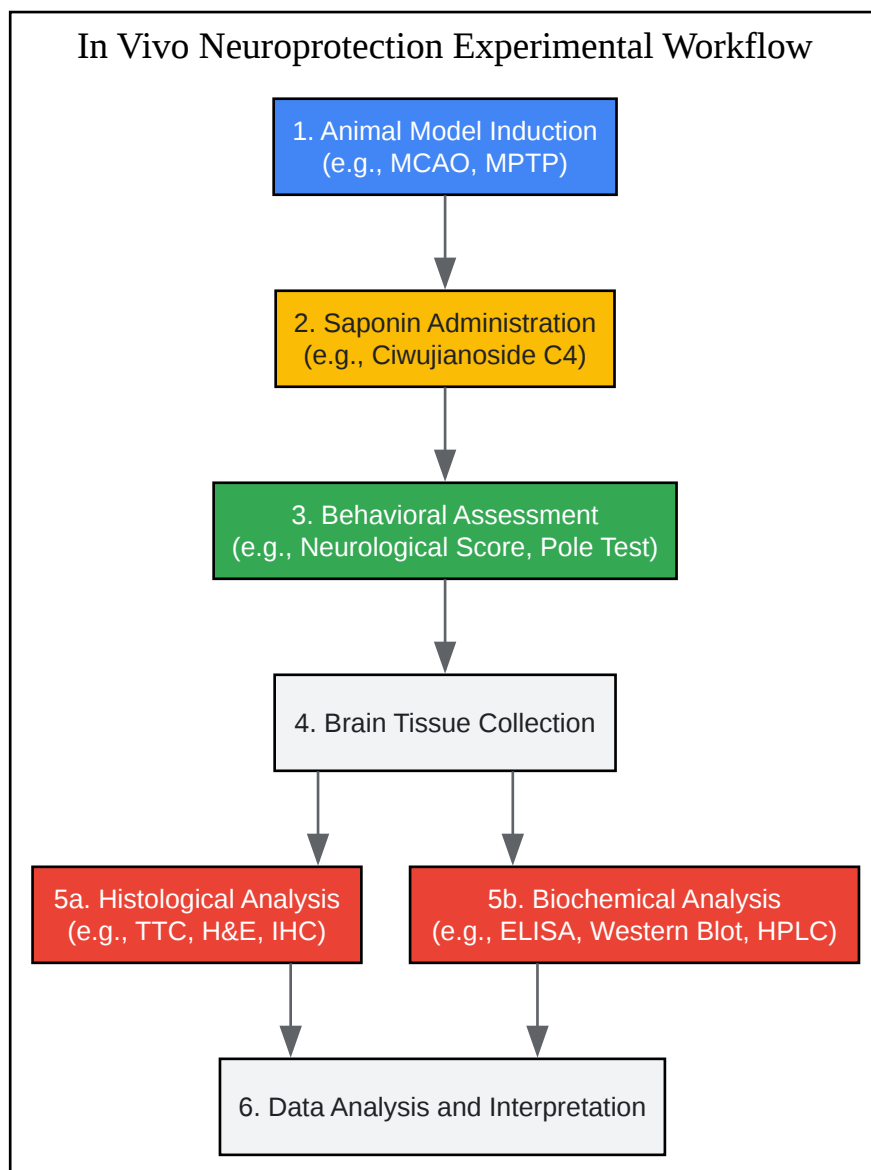 In Vivo Neuroprotection Experimental Workflow
1. Animal Model Induction
(e.g., MCAO, MPTP)
2. Saponin Administration
(e.g., Ciwujianoside C4)
3. Behavioral Assessment
(e.g., Neurological Score, Pole Test)
4. Brain Tissue Collection
5a. Histological Analysis
(e.g., TTC, H&E, IHC)
5b. Biochemical Analysis
(e.g., ELISA, Western Blot, HPLC)
6. Data Analysis and Interpretation